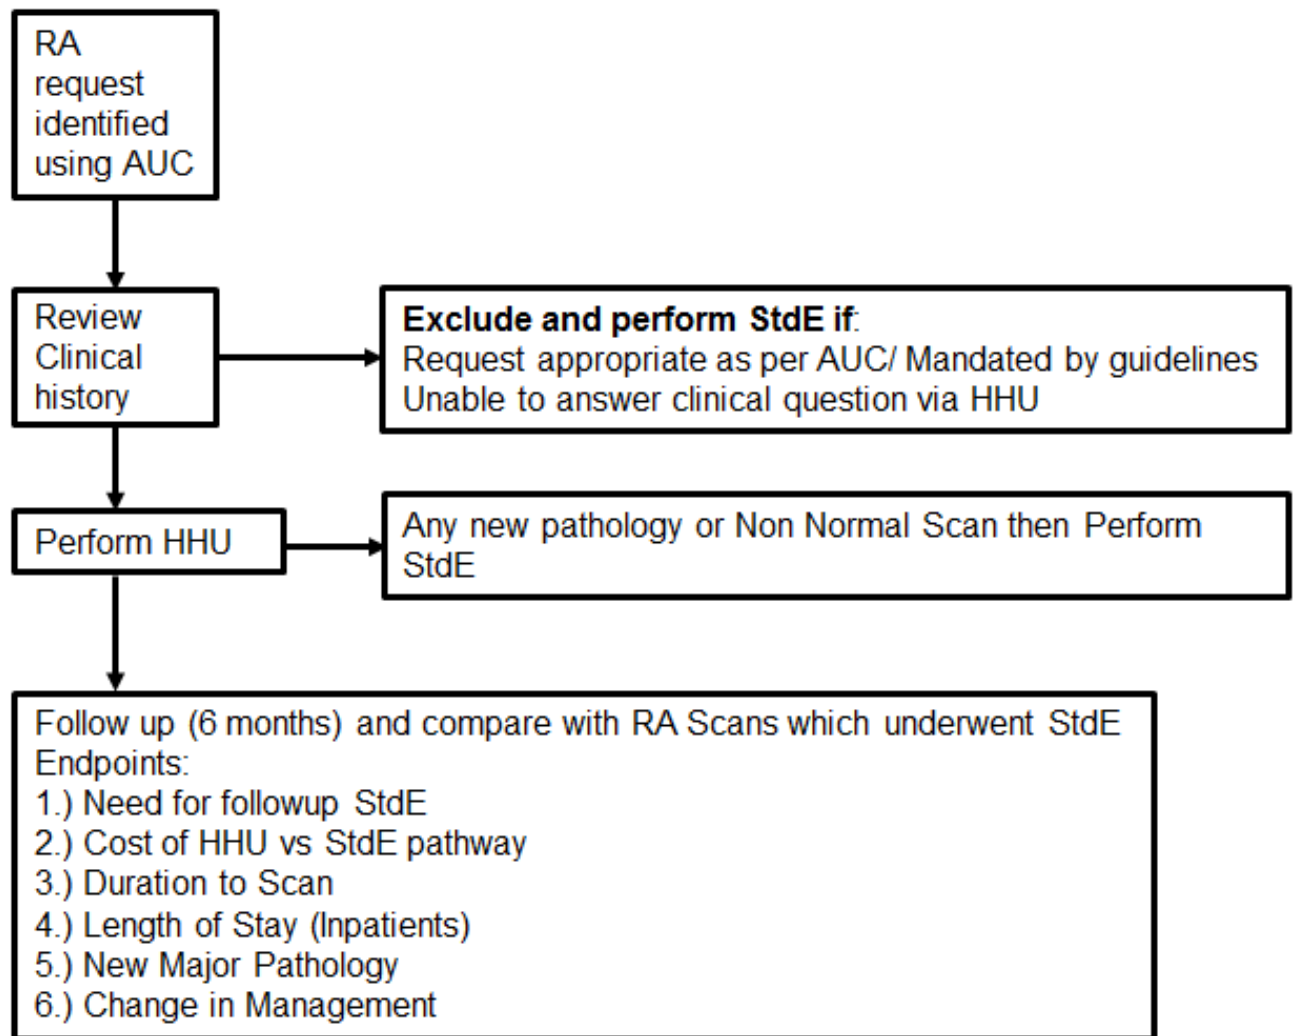 RA
request
identified
using AUC
Review
Clinical
history
Exclude and perform StdE if:
Request appropriate as per AUC/ Mandated by guidelines
Unable to answer clinical question via HHU
Perform HHU
Any new pathology or Non Normal Scan then Perform
StdE
Follow up (6 months) and compare with RA Scans which underwent StdE
Endpoints:
1.) Need for followup StdE
2.) Cost of HHU vs StdE pathway
3.) Duration to Scan
4.) Length of Stay (Inpatients)
5.) New Major Pathology
6.) Change in Management